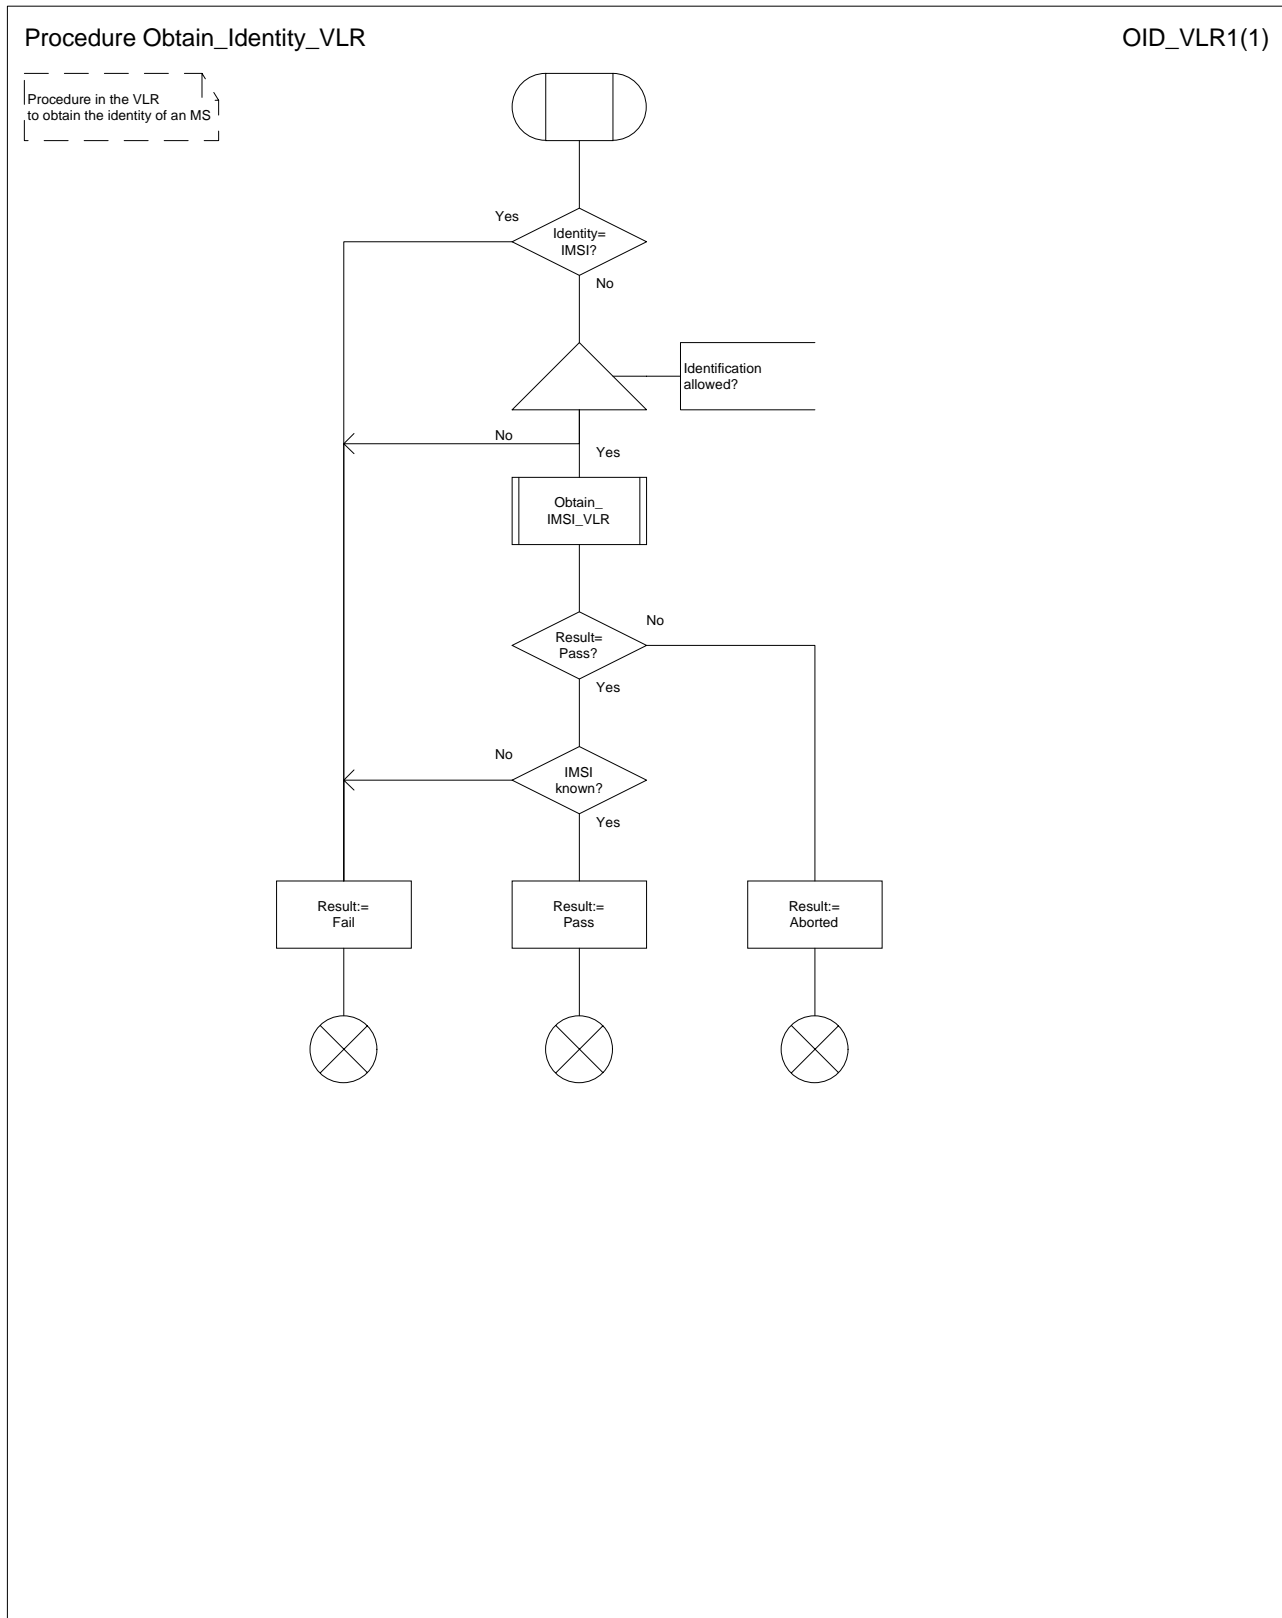 Procedure Obtain_Identity_VLR
OID_VLR1(1)
Procedure in the VLR
to obtain the identity of an MS
Yes
Identity=
IMSI?
No
Identification
allowed?
No
Yes
Obtain_
IMSI_VLR
No
Result=
Pass?
Yes
No
IMSI
known?
Yes
Result:=
Fail
Result:=
Pass
Result:=
Aborted